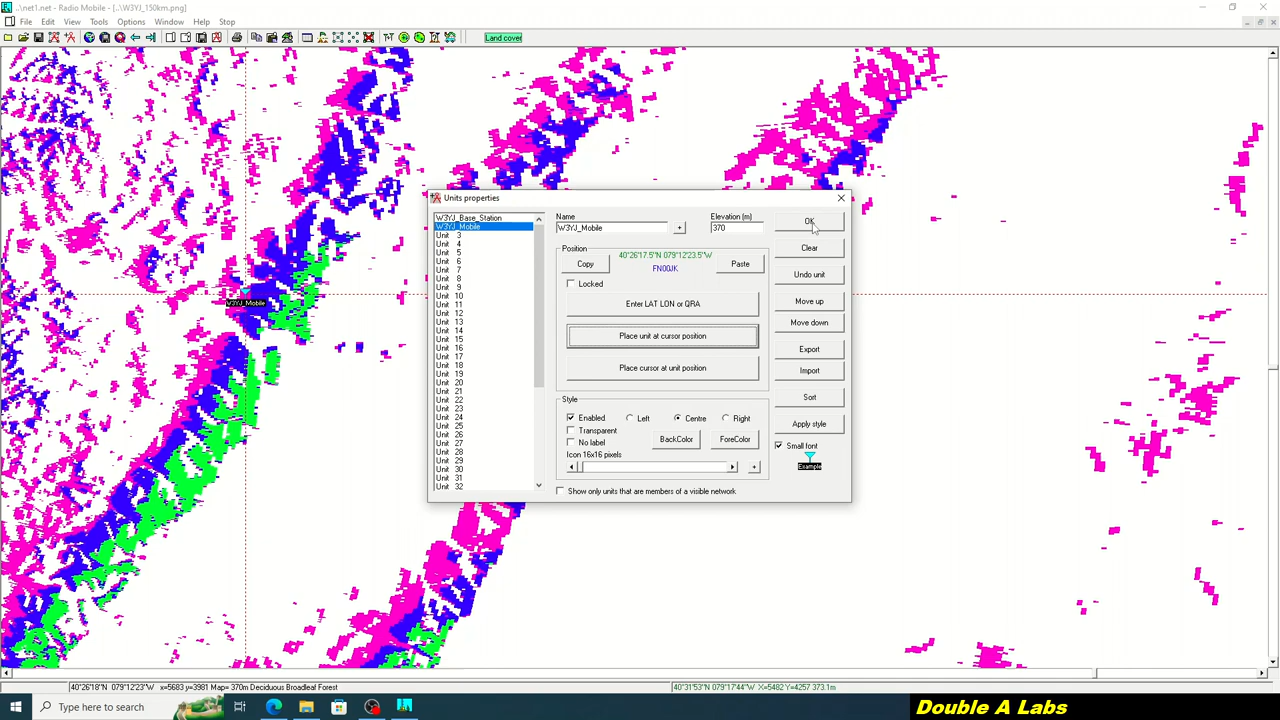 ..\net1.net - Radio Mobile - [..\W3YJ_150km.png]
File Edit View Tools Options Window Help Stop
Land cover
W3YJ_Mobile
Units properties
W3YJ_Base_Station
W3YJ_Mobile
Unit 3
Unit 4
Unit 5
Unit 6
Unit 7
Unit 8
Unit 9
Unit 10
Unit 11
Unit 12
Unit 13
Unit 14
Unit 15
Unit 16
Unit 17
Unit 18
Unit 19
Unit 20
Unit 21
Unit 22
Unit 23
Unit 24
Unit 25
Unit 26
Unit 27
Unit 28
Unit 29
Unit 30
Unit 31
Unit 32
Name
W3YJ_Mobile +
Elevation (m)
370
Position
Copy
40°26'17.5"N 079°12'23.5"W
FN00JK
Paste
Locked
Enter LAT LON or QRA
Place unit at cursor position
Place cursor at unit position
Style
Enabled Left Centre Right
Transparent
No label
BackColor ForeColor
Icon 16x16 pixels
+
Show only units that are members of a visible network
OK
Clear
Undo unit
Move up
Move down
Export
Import
Sort
Apply style
Small font
Example
40°26'18"N 079°12'23"W x=5683 y=3981 Map= 370m Deciduous Broadleaf Forest
40°31'53"N 079°17'44"W X=5482 Y=4257 373.1m
Type here to search
Double A Labs